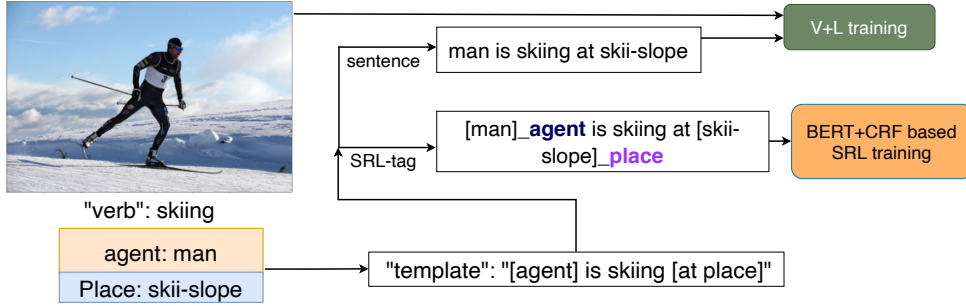 V+L training
sentence
man is skiing at skii-slope
[man]_agent is skiing at [skii-
slope]_place
SRL-tag
BERT+CRF based
SRL training
"verb": skiing
agent: man
Place: skii-slope
"template": "[agent] is skiing [at place]"